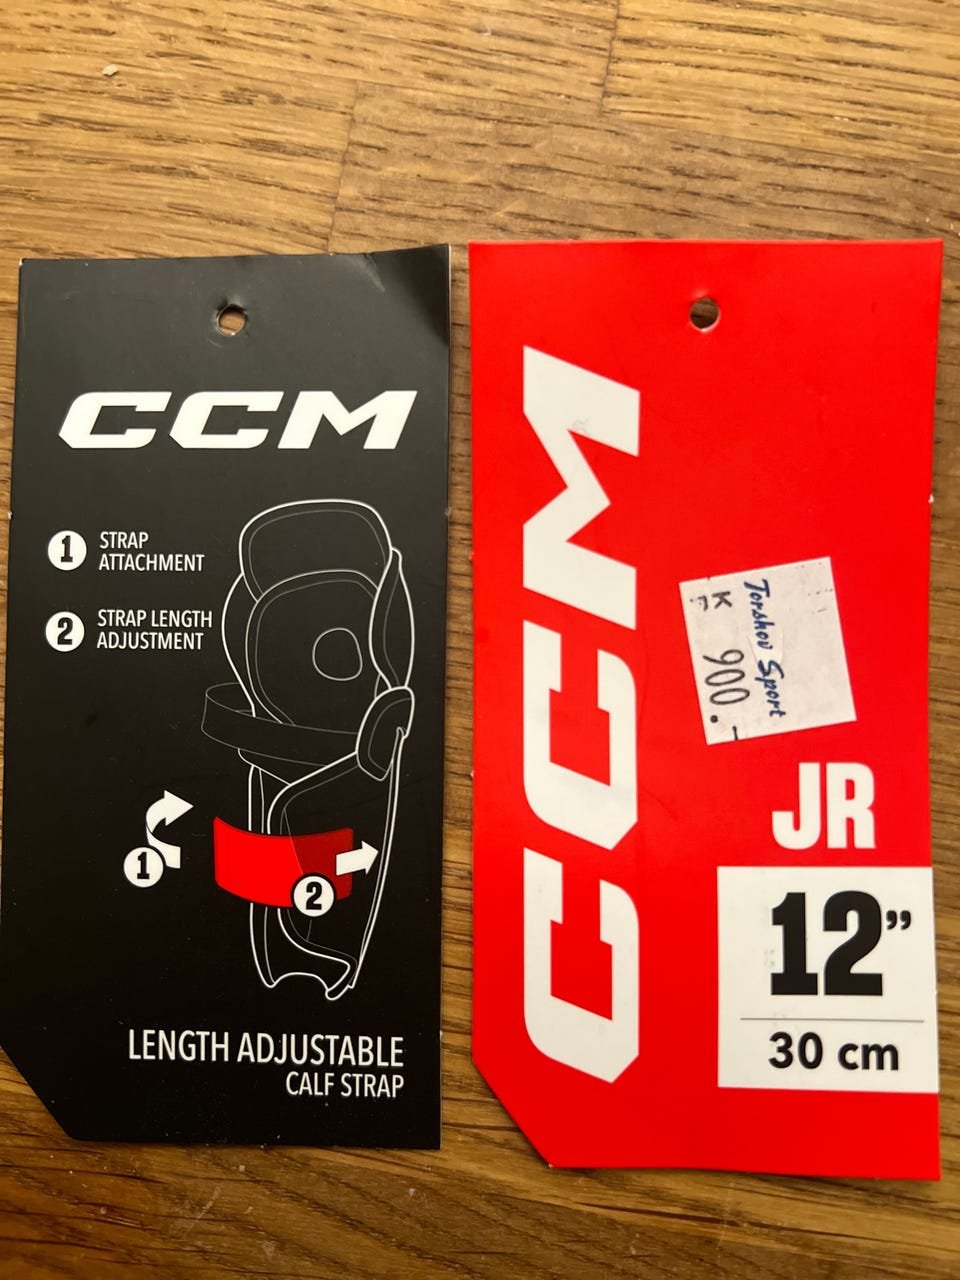 CCM
1 STRAP
ATTACHMENT
2 STRAP LENGTH
ADJUSTMENT
1
2
LENGTH ADJUSTABLE
CALF STRAP
CCM
Torshov Sport
K 900.-
JR
12”
30 cm